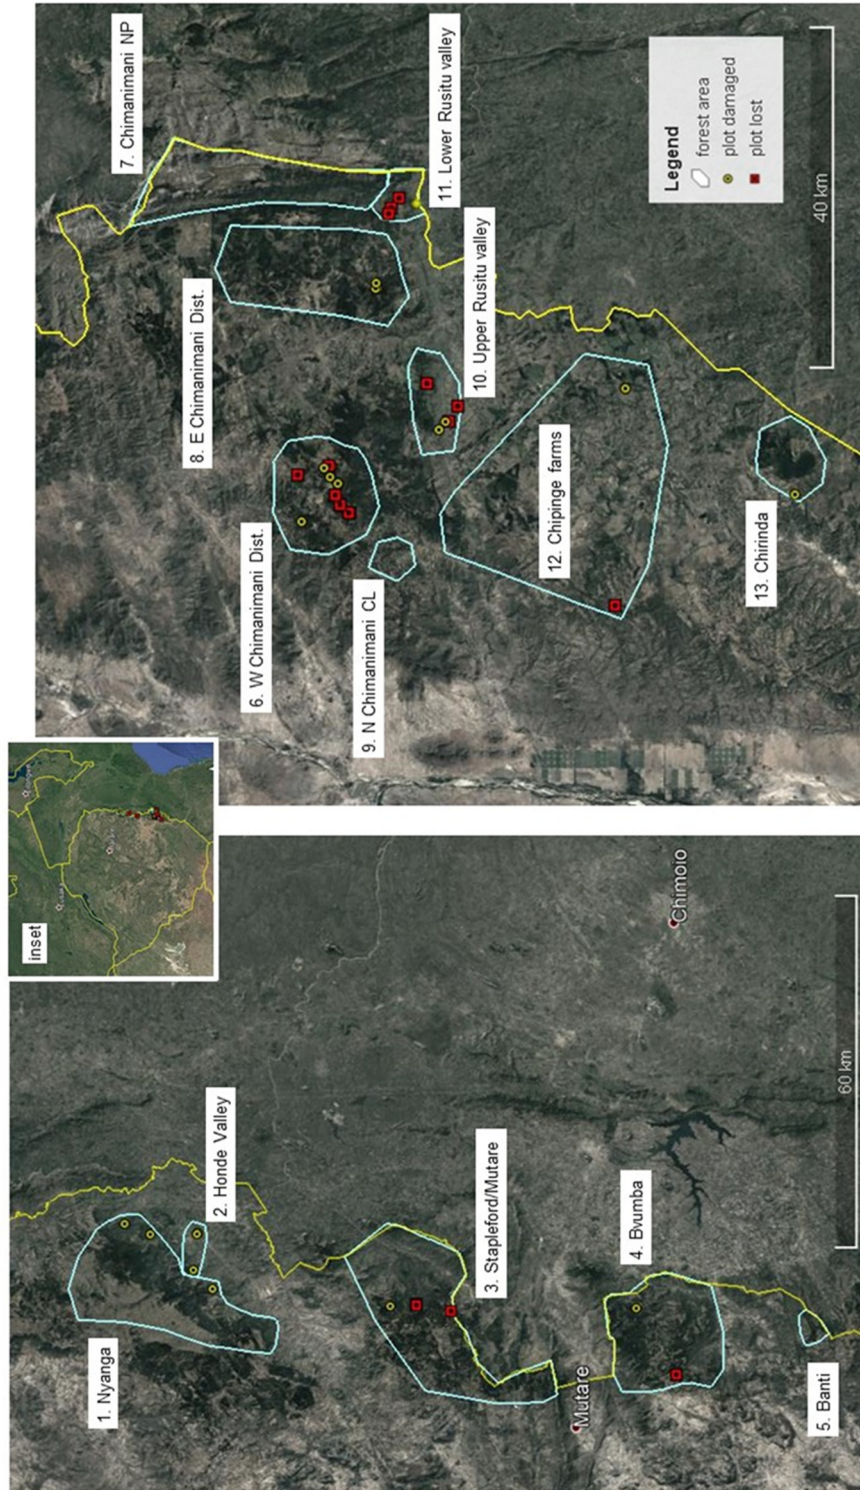 inset
1. Nyanga
2. Honde Valley
3. Stapleford/Mutare
Mutare
4. Bvumba
5. Banti
Chimoio
60 km
7. Chimanimani NP
8. E Chimanimani Dist.
6. W Chimanimani Dist.
9. N Chimanimani CL
10. Upper Rusitu valley
11. Lower Rusitu valley
12. Chipinge farms
13. Chirinda
Legend
forest area
plot damaged
plot lost
40 km